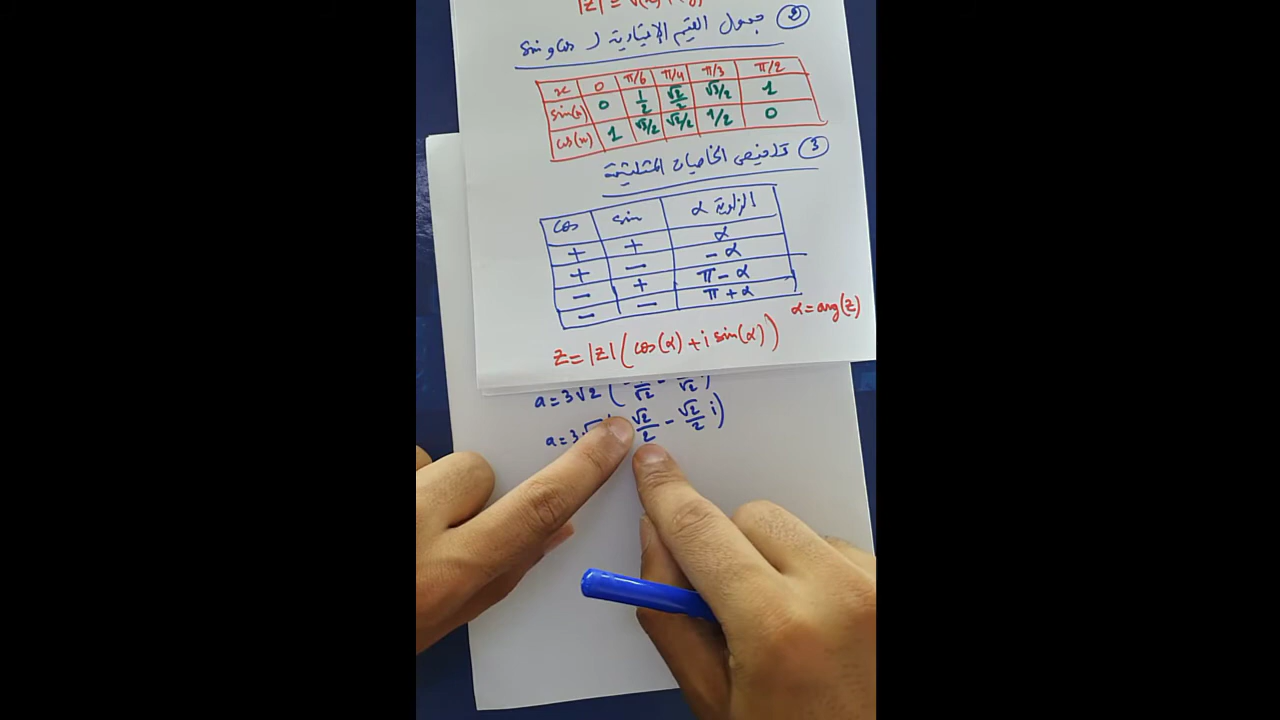 |Z| =
② جدول القيم الإعتيادية ل cos و sin
x 0 π/6 π/4 π/3 π/2
sin(x) 0 1/2 √2/2 √3/2 1
cos(x) 1 √3/2 √2/2 1/2 0
③ تلخيص الخاصيات المثلثية
cos sin الزاوية α
+ + α
+ - -α
- + π-α
- - π+α
α=arg(z)
Z=|Z|(cos(α)+i sin(α))
a=3√2(
√2/2 - √2/2 i)